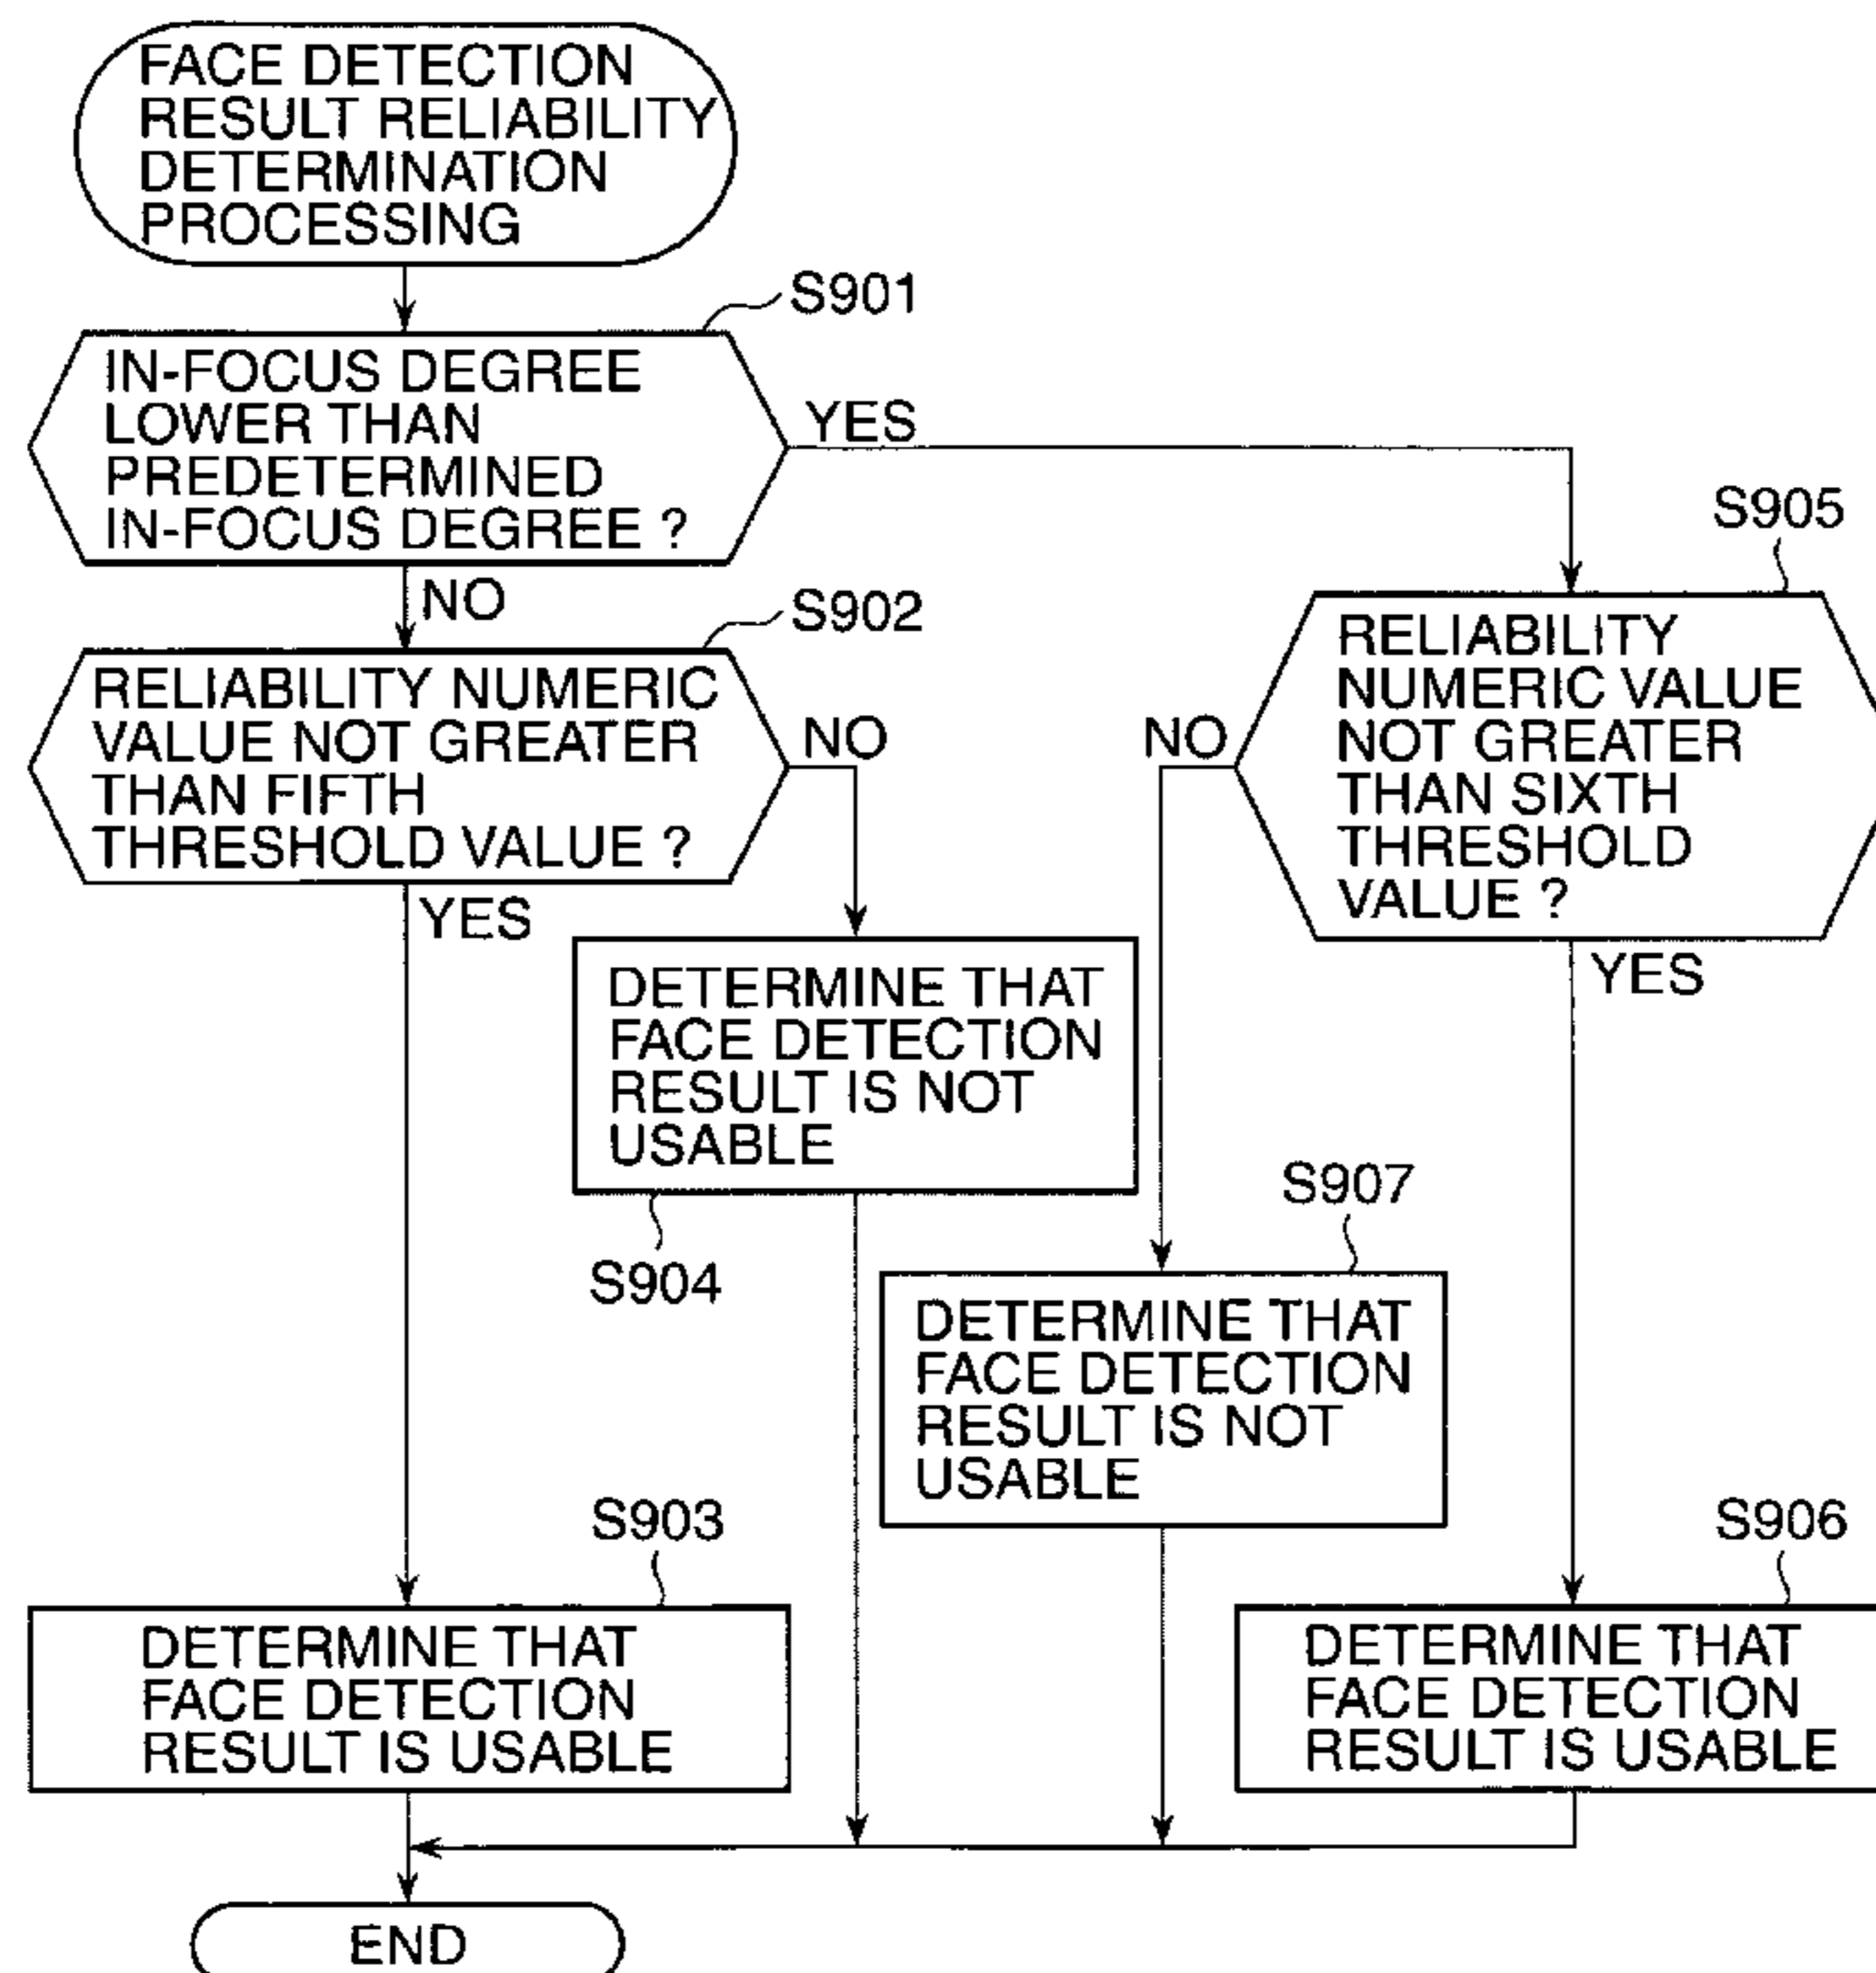 FACE DETECTION
RESULT RELIABILITY
DETERMINATION
PROCESSING
S901
IN-FOCUS DEGREE
LOWER THAN
PREDETERMINED
IN-FOCUS DEGREE ?
YES
NO
S902
RELIABILITY NUMERIC
VALUE NOT GREATER
THAN FIFTH
THRESHOLD VALUE ?
NO
YES
S905
RELIABILITY
NUMERIC VALUE
NOT GREATER
THAN SIXTH
THRESHOLD
VALUE ?
NO
YES
DETERMINE THAT
FACE DETECTION
RESULT IS NOT
USABLE
S904
S907
DETERMINE THAT
FACE DETECTION
RESULT IS NOT
USABLE
S903
DETERMINE THAT
FACE DETECTION
RESULT IS USABLE
S906
DETERMINE THAT
FACE DETECTION
RESULT IS USABLE
END